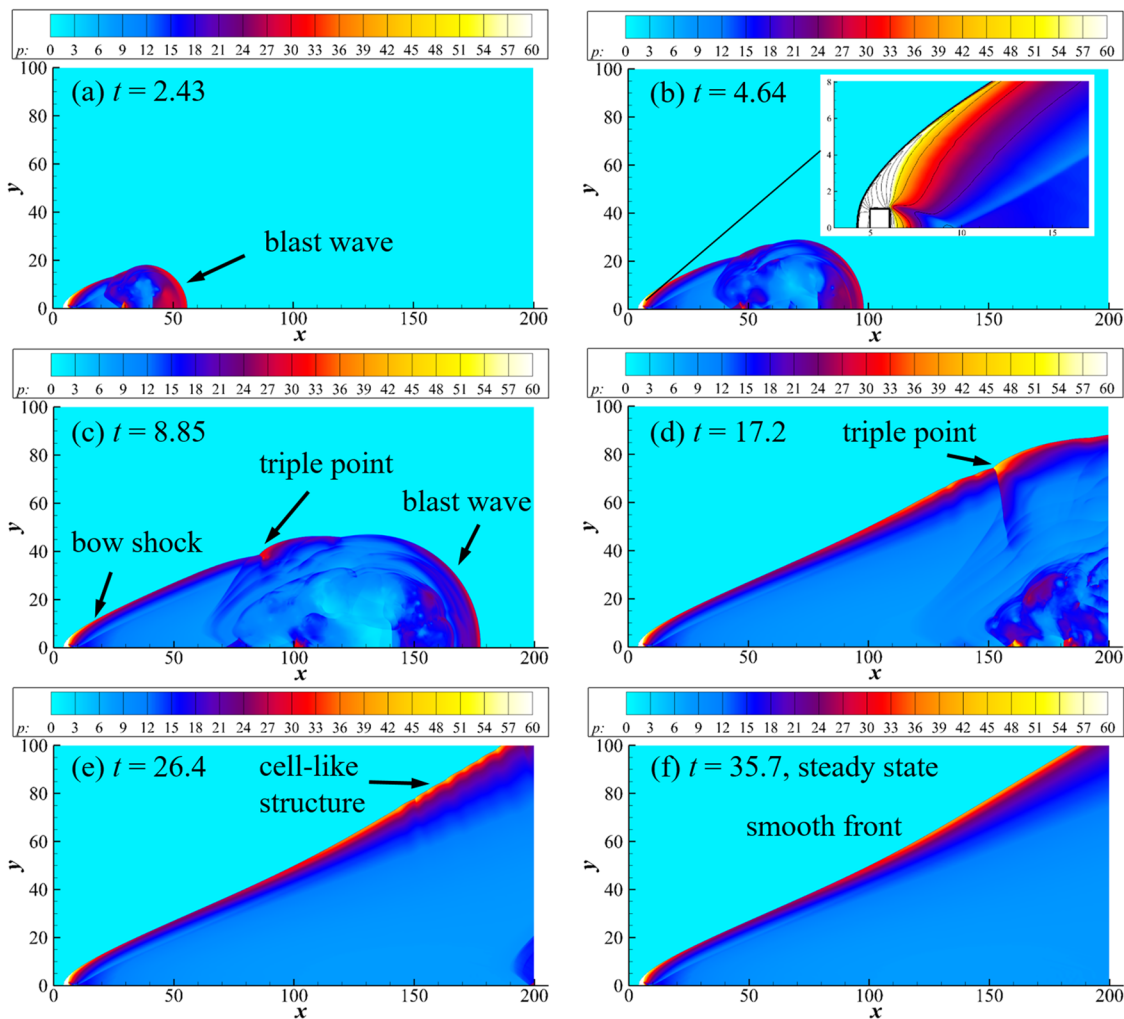 p: 0 3 6 9 12 15 18 21 24 27 30 33 36 39 42 45 48 51 54 57 60
(a) t = 2.43
blast wave
100
80
60
40
20
0
y
0 50 100 150 200
x
p: 0 3 6 9 12 15 18 21 24 27 30 33 36 39 42 45 48 51 54 57 60
(b) t = 4.64
8
6
4
2
0
5 10 15
100
80
60
40
20
0
y
0 50 100 150 200
x
p: 0 3 6 9 12 15 18 21 24 27 30 33 36 39 42 45 48 51 54 57 60
(c) t = 8.85
triple point
blast wave
bow shock
100
80
60
40
20
0
y
0 50 100 150 200
x
p: 0 3 6 9 12 15 18 21 24 27 30 33 36 39 42 45 48 51 54 57 60
(d) t = 17.2
triple point
100
80
60
40
20
0
y
0 50 100 150 200
x
p: 0 3 6 9 12 15 18 21 24 27 30 33 36 39 42 45 48 51 54 57 60
(e) t = 26.4
cell-like
structure
100
80
60
40
20
0
y
0 50 100 150 200
x
p: 0 3 6 9 12 15 18 21 24 27 30 33 36 39 42 45 48 51 54 57 60
(f) t = 35.7, steady state
smooth front
100
80
60
40
20
0
y
0 50 100 150 200
x